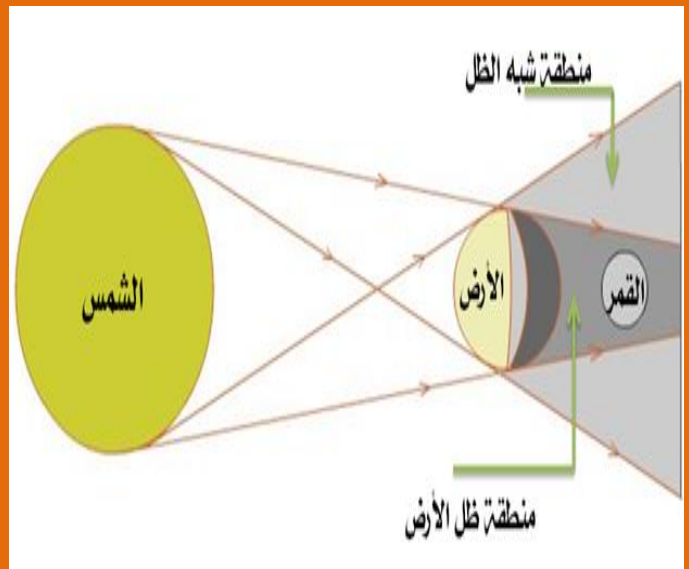 منطقة شبه الظل
الشمس
الأرض
القمر
منطقة ظل الأرض